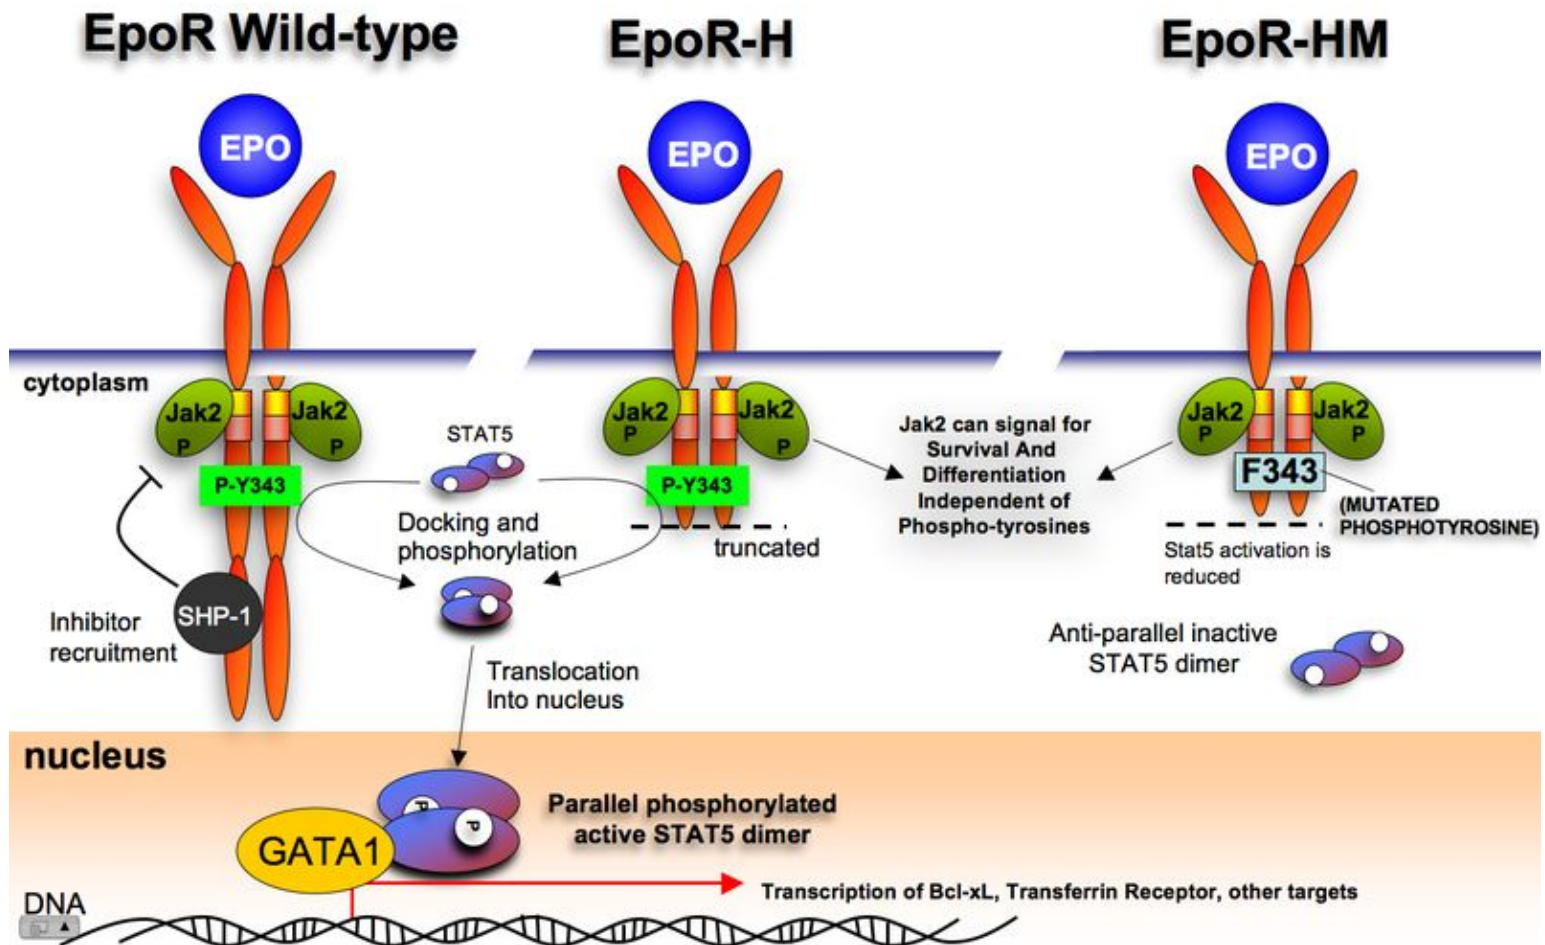 EpoR Wild-type
EpoR-H
EpoR-HM
EPO
EPO
EPO
cytoplasm
Jak2
P
Jak2
P
STAT5
Jak2
P
Jak2
P
Jak2 can signal for
Survival And
Differentiation
Independent of
Phospho-tyrosines
Jak2
P
Jak2
P
P-Y343
P-Y343
F343
(MUTATED
PHOSPHOTYROSINE)
Docking and
phosphorylation
truncated
Stat5 activation is
reduced
SHP-1
Inhibitor
recruitment
Anti-parallel inactive
STAT5 dimer
Translocation
Into nucleus
nucleus
P
P
Parallel phosphorylated
active STAT5 dimer
GATA1
Transcription of Bcl-xL, Transferrin Receptor, other targets
DNA